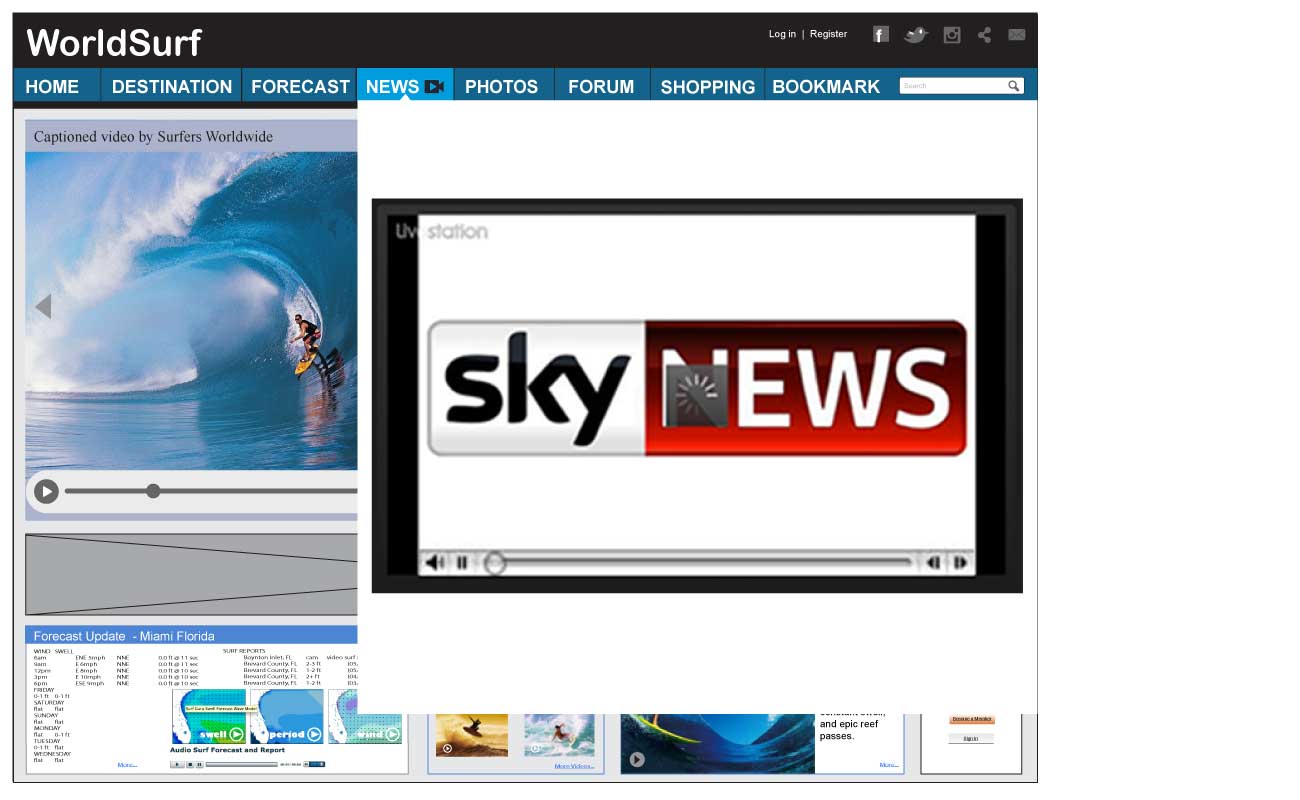 WorldSurf
Log in | Register
HOME DESTINATION FORECAST NEWS PHOTOS FORUM SHOPPING BOOKMARK
Search
Captioned video by Surfers Worldwide
Live station
sky NEWS
Forecast Update - Miami Florida
WIND SWELL
6am ENE 5mph NNE 0.0 ft @ 11 sec
9am E 6mph NNE 0.0 ft @ 11 sec
12pm E 8mph NNE 0.0 ft @ 10 sec
3pm E 10mph NNE 0.0 ft @ 10 sec
6pm ESE 9mph NNE 0.0 ft @ 10 sec
FRIDAY
0-1 ft 0-1 ft
SATURDAY
flat flat
SUNDAY
flat flat
MONDAY
flat 0-1 ft
TUESDAY
0-1 ft flat
WEDNESDAY
flat flat
More...
SURF REPORTS
Boynton Inlet, FL cam video surf
Brevard County, FL 2-3 ft (05.
Brevard County, FL 1-2 ft (05.
Brevard County, FL 2+ ft (04.
Brevard County, FL 1-2 ft (03.
swell period wind
Audio Surf Forecast and Report
More Videos...
and epic reef
passes.
More...
Become a Member
Sign In